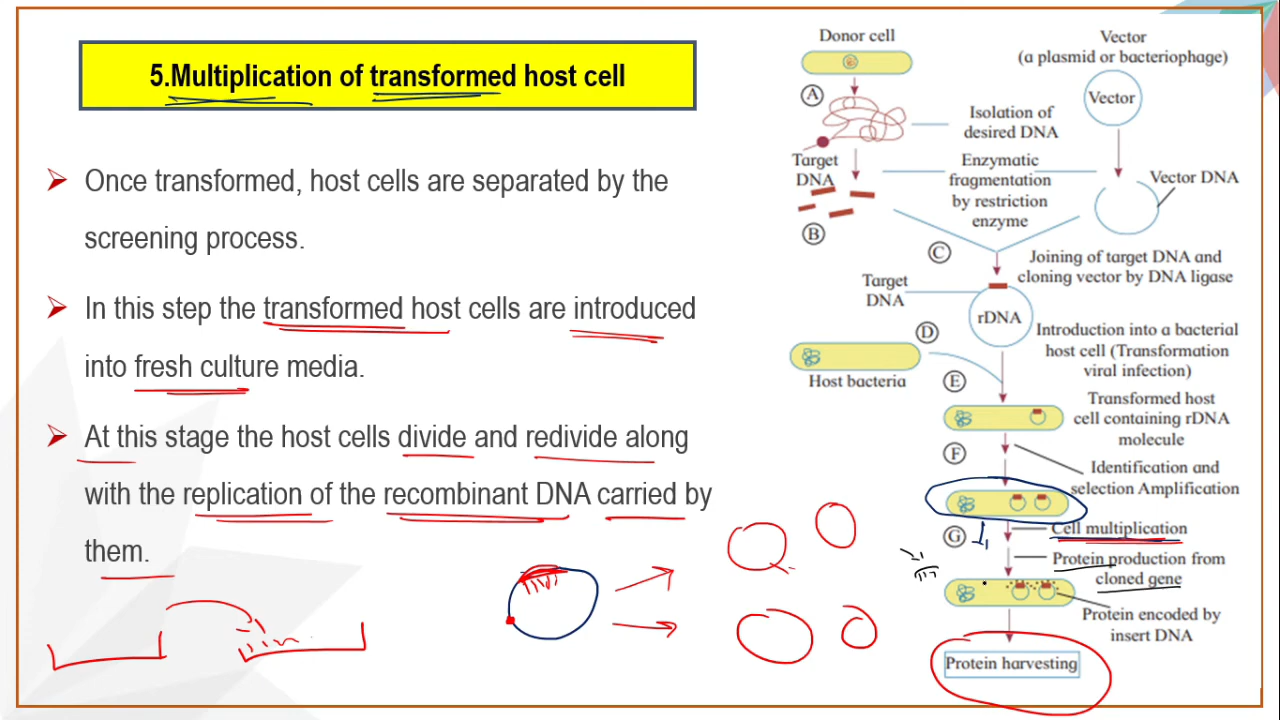 5.Multiplication of transformed host cell
Once transformed, host cells are separated by the
screening process.
In this step the transformed host cells are introduced
into fresh culture media.
At this stage the host cells divide and redivide along
with the replication of the recombinant DNA carried by
them.
Donor cell
Vector
(a plasmid or bacteriophage)
Vector
A
Isolation of
desired DNA
Target
DNA
Enzymatic
fragmentation
by restriction
enzyme
Vector DNA
B
C
Joining of target DNA and
cloning vector by DNA ligase
Target
DNA
rDNA
D
Introduction into a bacterial
host cell (Transformation
viral infection)
Host bacteria
E
Transformed host
cell containing rDNA
molecule
F
Identification and
selection Amplification
G
Cell multiplication
Protein production from
cloned gene
Protein encoded by
insert DNA
Protein harvesting